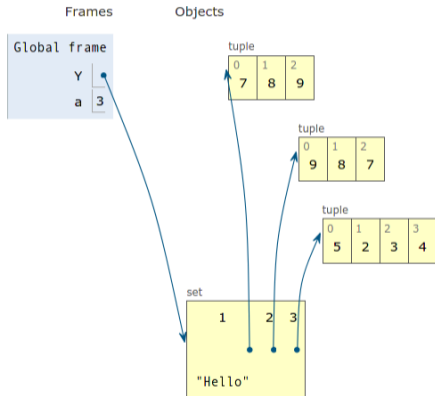 Frames Objects
Global frame
Y
a 3
tuple
0 1 2
7 8 9
tuple
0 1 2
9 8 7
tuple
0 1 2 3
5 2 3 4
set
1 2 3
"Hello"